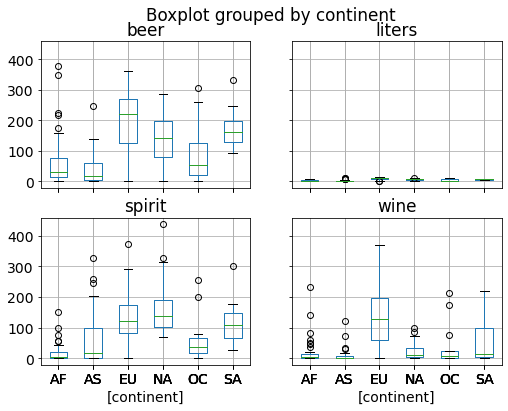 Boxplot grouped by continent
beer
liters
400
300
200
100
0
spirit
wine
400
300
200
100
0
AF AS EU NA OC SA
AF AS EU NA OC SA
[continent]
[continent]